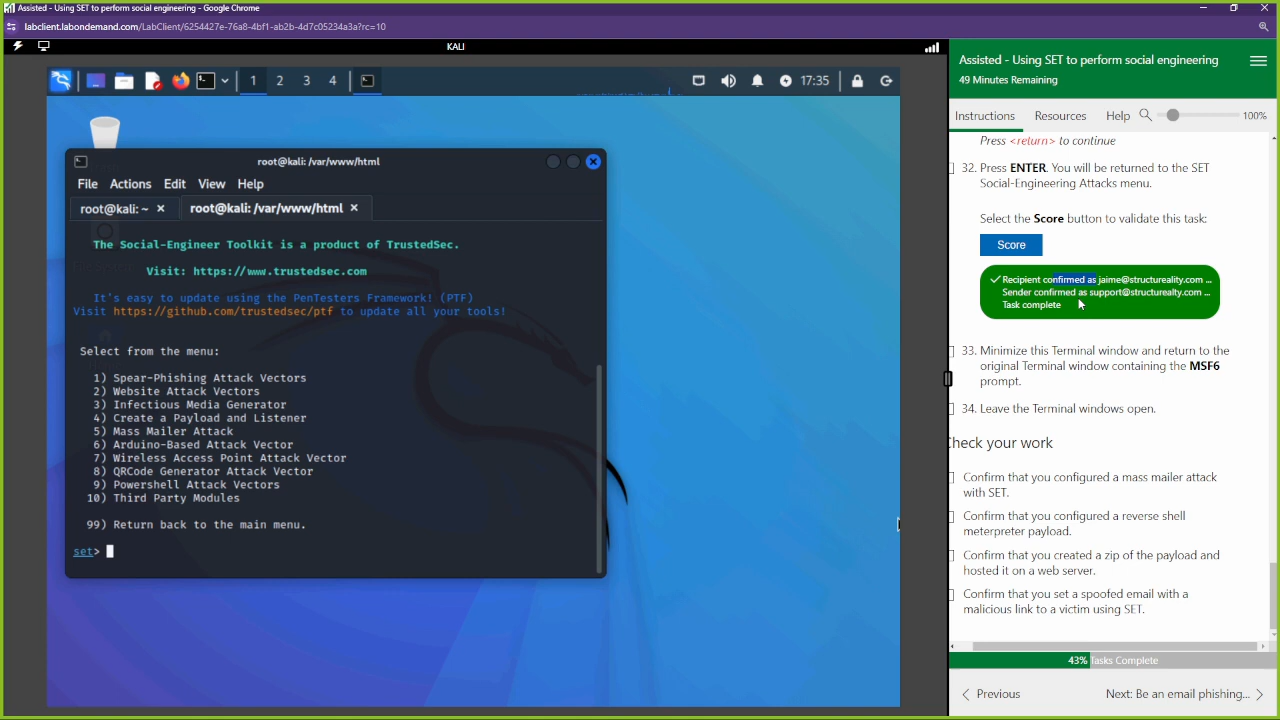 Assisted - Using SET to perform social engineering - Google Chrome
labclient.labondemand.com/LabClient/6254427e-76a8-4bf1-ab2b-4d7c05234a3a?rc=10
KALI
1 2 3 4
17:35
root@kali: /var/www/html
File Actions Edit View Help
root@kali: ~ × root@kali: /var/www/html ×
The Social-Engineer Toolkit is a product of TrustedSec.
Visit: https://www.trustedsec.com
It's easy to update using the PenTesters Framework! (PTF)
Visit https://github.com/trustedsec/ptf to update all your tools!
Select from the menu:
1) Spear-Phishing Attack Vectors
2) Website Attack Vectors
3) Infectious Media Generator
4) Create a Payload and Listener
5) Mass Mailer Attack
6) Arduino-Based Attack Vector
7) Wireless Access Point Attack Vector
8) QRCode Generator Attack Vector
9) Powershell Attack Vectors
10) Third Party Modules
99) Return back to the main menu.
set>
Assisted - Using SET to perform social engineering
49 Minutes Remaining
Instructions Resources Help 100%
Press <return> to continue
32. Press ENTER. You will be returned to the SET
Social-Engineering Attacks menu.
Select the Score button to validate this task:
Score
Recipient confirmed as jaime@structureality.com ...
Sender confirmed as support@structureality.com ...
Task complete
33. Minimize this Terminal window and return to the
original Terminal window containing the MSF6
prompt.
34. Leave the Terminal windows open.
heck your work
Confirm that you configured a mass mailer attack
with SET.
Confirm that you configured a reverse shell
meterpreter payload.
Confirm that you created a zip of the payload and
hosted it on a web server.
Confirm that you set a spoofed email with a
malicious link to a victim using SET.
43% Tasks Complete
Previous
Next: Be an email phishing...